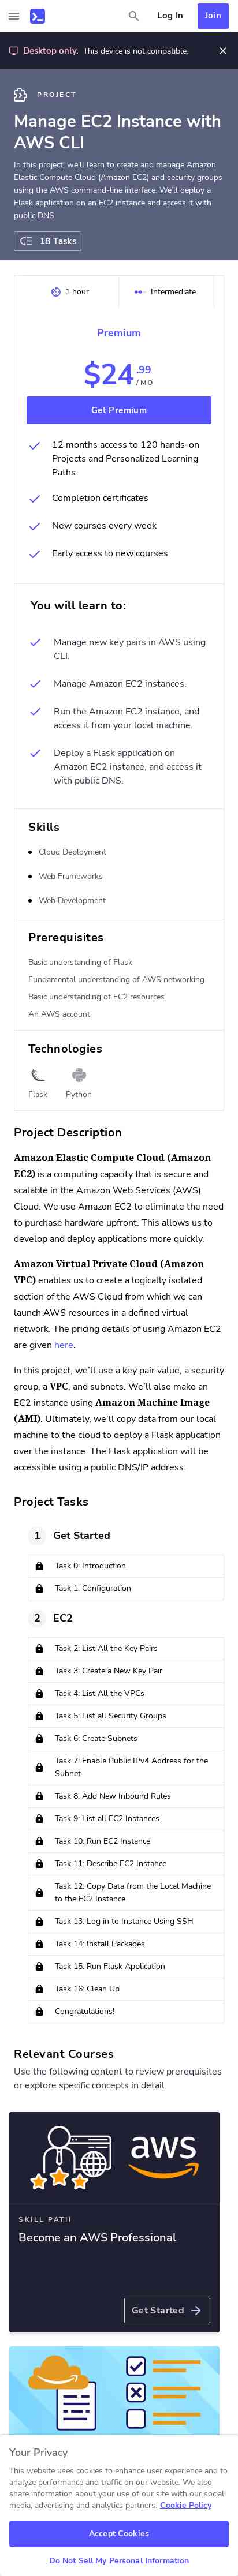 Log In
Join
Desktop only. This device is not compatible.
PROJECT
Manage EC2 Instance with
AWS CLI
In this project, we’ll learn to create and manage Amazon
Elastic Compute Cloud (Amazon EC2) and security groups
using the AWS command-line interface. We’ll deploy a
Flask application on an EC2 instance and access it with
public DNS.
18 Tasks
1 hour
Intermediate
Premium
$24.99
/ MO
Get Premium
12 months access to 120 hands-on
Projects and Personalized Learning
Paths
Completion certificates
New courses every week
Early access to new courses
You will learn to:
Manage new key pairs in AWS using
CLI.
Manage Amazon EC2 instances.
Run the Amazon EC2 instance, and
access it from your local machine.
Deploy a Flask application on
Amazon EC2 instance, and access it
with public DNS.
Skills
Cloud Deployment
Web Frameworks
Web Development
Prerequisites
Basic understanding of Flask
Fundamental understanding of AWS networking
Basic understanding of EC2 resources
An AWS account
Technologies
Flask
Python
Project Description
Amazon Elastic Compute Cloud (Amazon
EC2) is a computing capacity that is secure and
scalable in the Amazon Web Services (AWS)
Cloud. We use Amazon EC2 to eliminate the need
to purchase hardware upfront. This allows us to
develop and deploy applications more quickly.
Amazon Virtual Private Cloud (Amazon
VPC) enables us to create a logically isolated
section of the AWS Cloud from which we can
launch AWS resources in a defined virtual
network. The pricing details of using Amazon EC2
are given here.
In this project, we’ll use a key pair value, a security
group, a VPC, and subnets. We’ll also make an
EC2 instance using Amazon Machine Image
(AMI). Ultimately, we’ll copy data from our local
machine to the cloud to deploy a Flask application
over the instance. The Flask application will be
accessible using a public DNS/IP address.
Project Tasks
1 Get Started
Task 0: Introduction
Task 1: Configuration
2 EC2
Task 2: List All the Key Pairs
Task 3: Create a New Key Pair
Task 4: List All the VPCs
Task 5: List all Security Groups
Task 6: Create Subnets
Task 7: Enable Public IPv4 Address for the
Subnet
Task 8: Add New Inbound Rules
Task 9: List all EC2 Instances
Task 10: Run EC2 Instance
Task 11: Describe EC2 Instance
Task 12: Copy Data from the Local Machine
to the EC2 Instance
Task 13: Log in to Instance Using SSH
Task 14: Install Packages
Task 15: Run Flask Application
Task 16: Clean Up
Congratulations!
Relevant Courses
Use the following content to review prerequisites
or explore specific concepts in detail.
aws
SKILL PATH
Become an AWS Professional
Get Started
Your Privacy
This website uses cookies to enhance user experience and to
analyze performance and traffic on our website. We also
share information about your use of our site with our social
media, advertising and analytics partners. Cookie Policy
Accept Cookies
Do Not Sell My Personal Information